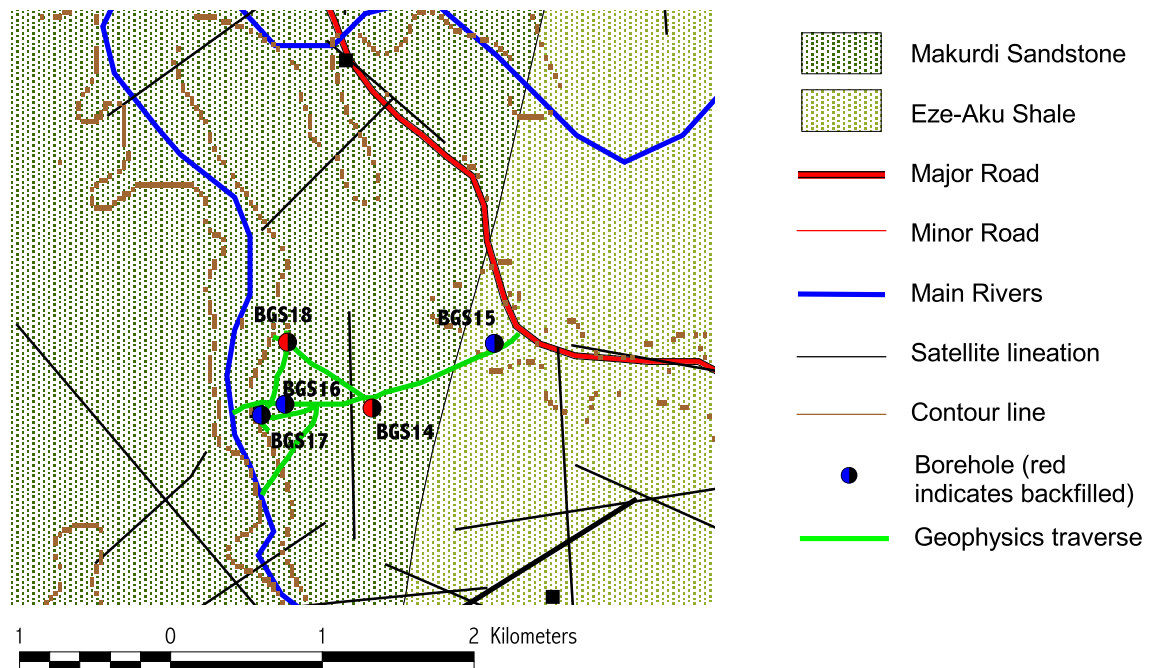 BGS18
BGS15
BGS16
BGS17
BGS14
Makurdi Sandstone
Eze-Aku Shale
Major Road
Minor Road
Main Rivers
Satellite lineation
Contour line
Borehole (red
indicates backfilled)
Geophysics traverse
1 0 1 2 Kilometers